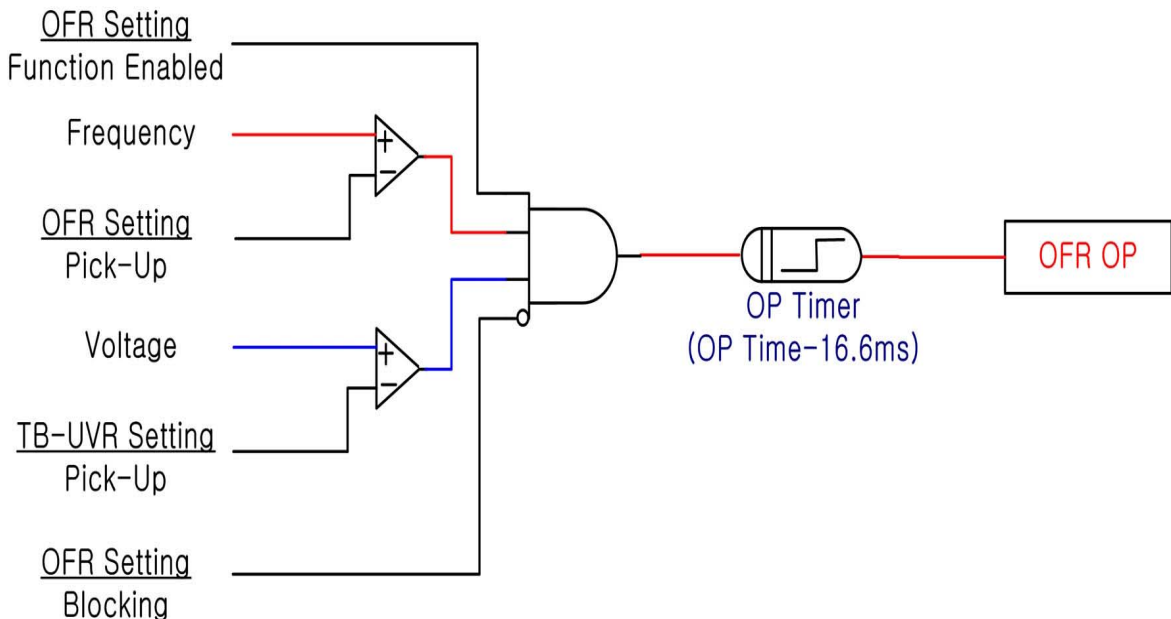 OFR Setting
Function Enabled
Frequency
OFR Setting
Pick-Up
Voltage
TB-UVR Setting
Pick-Up
OFR Setting
Blocking
+
−
+
−
OP Timer
(OP Time-16.6ms)
OFR OP